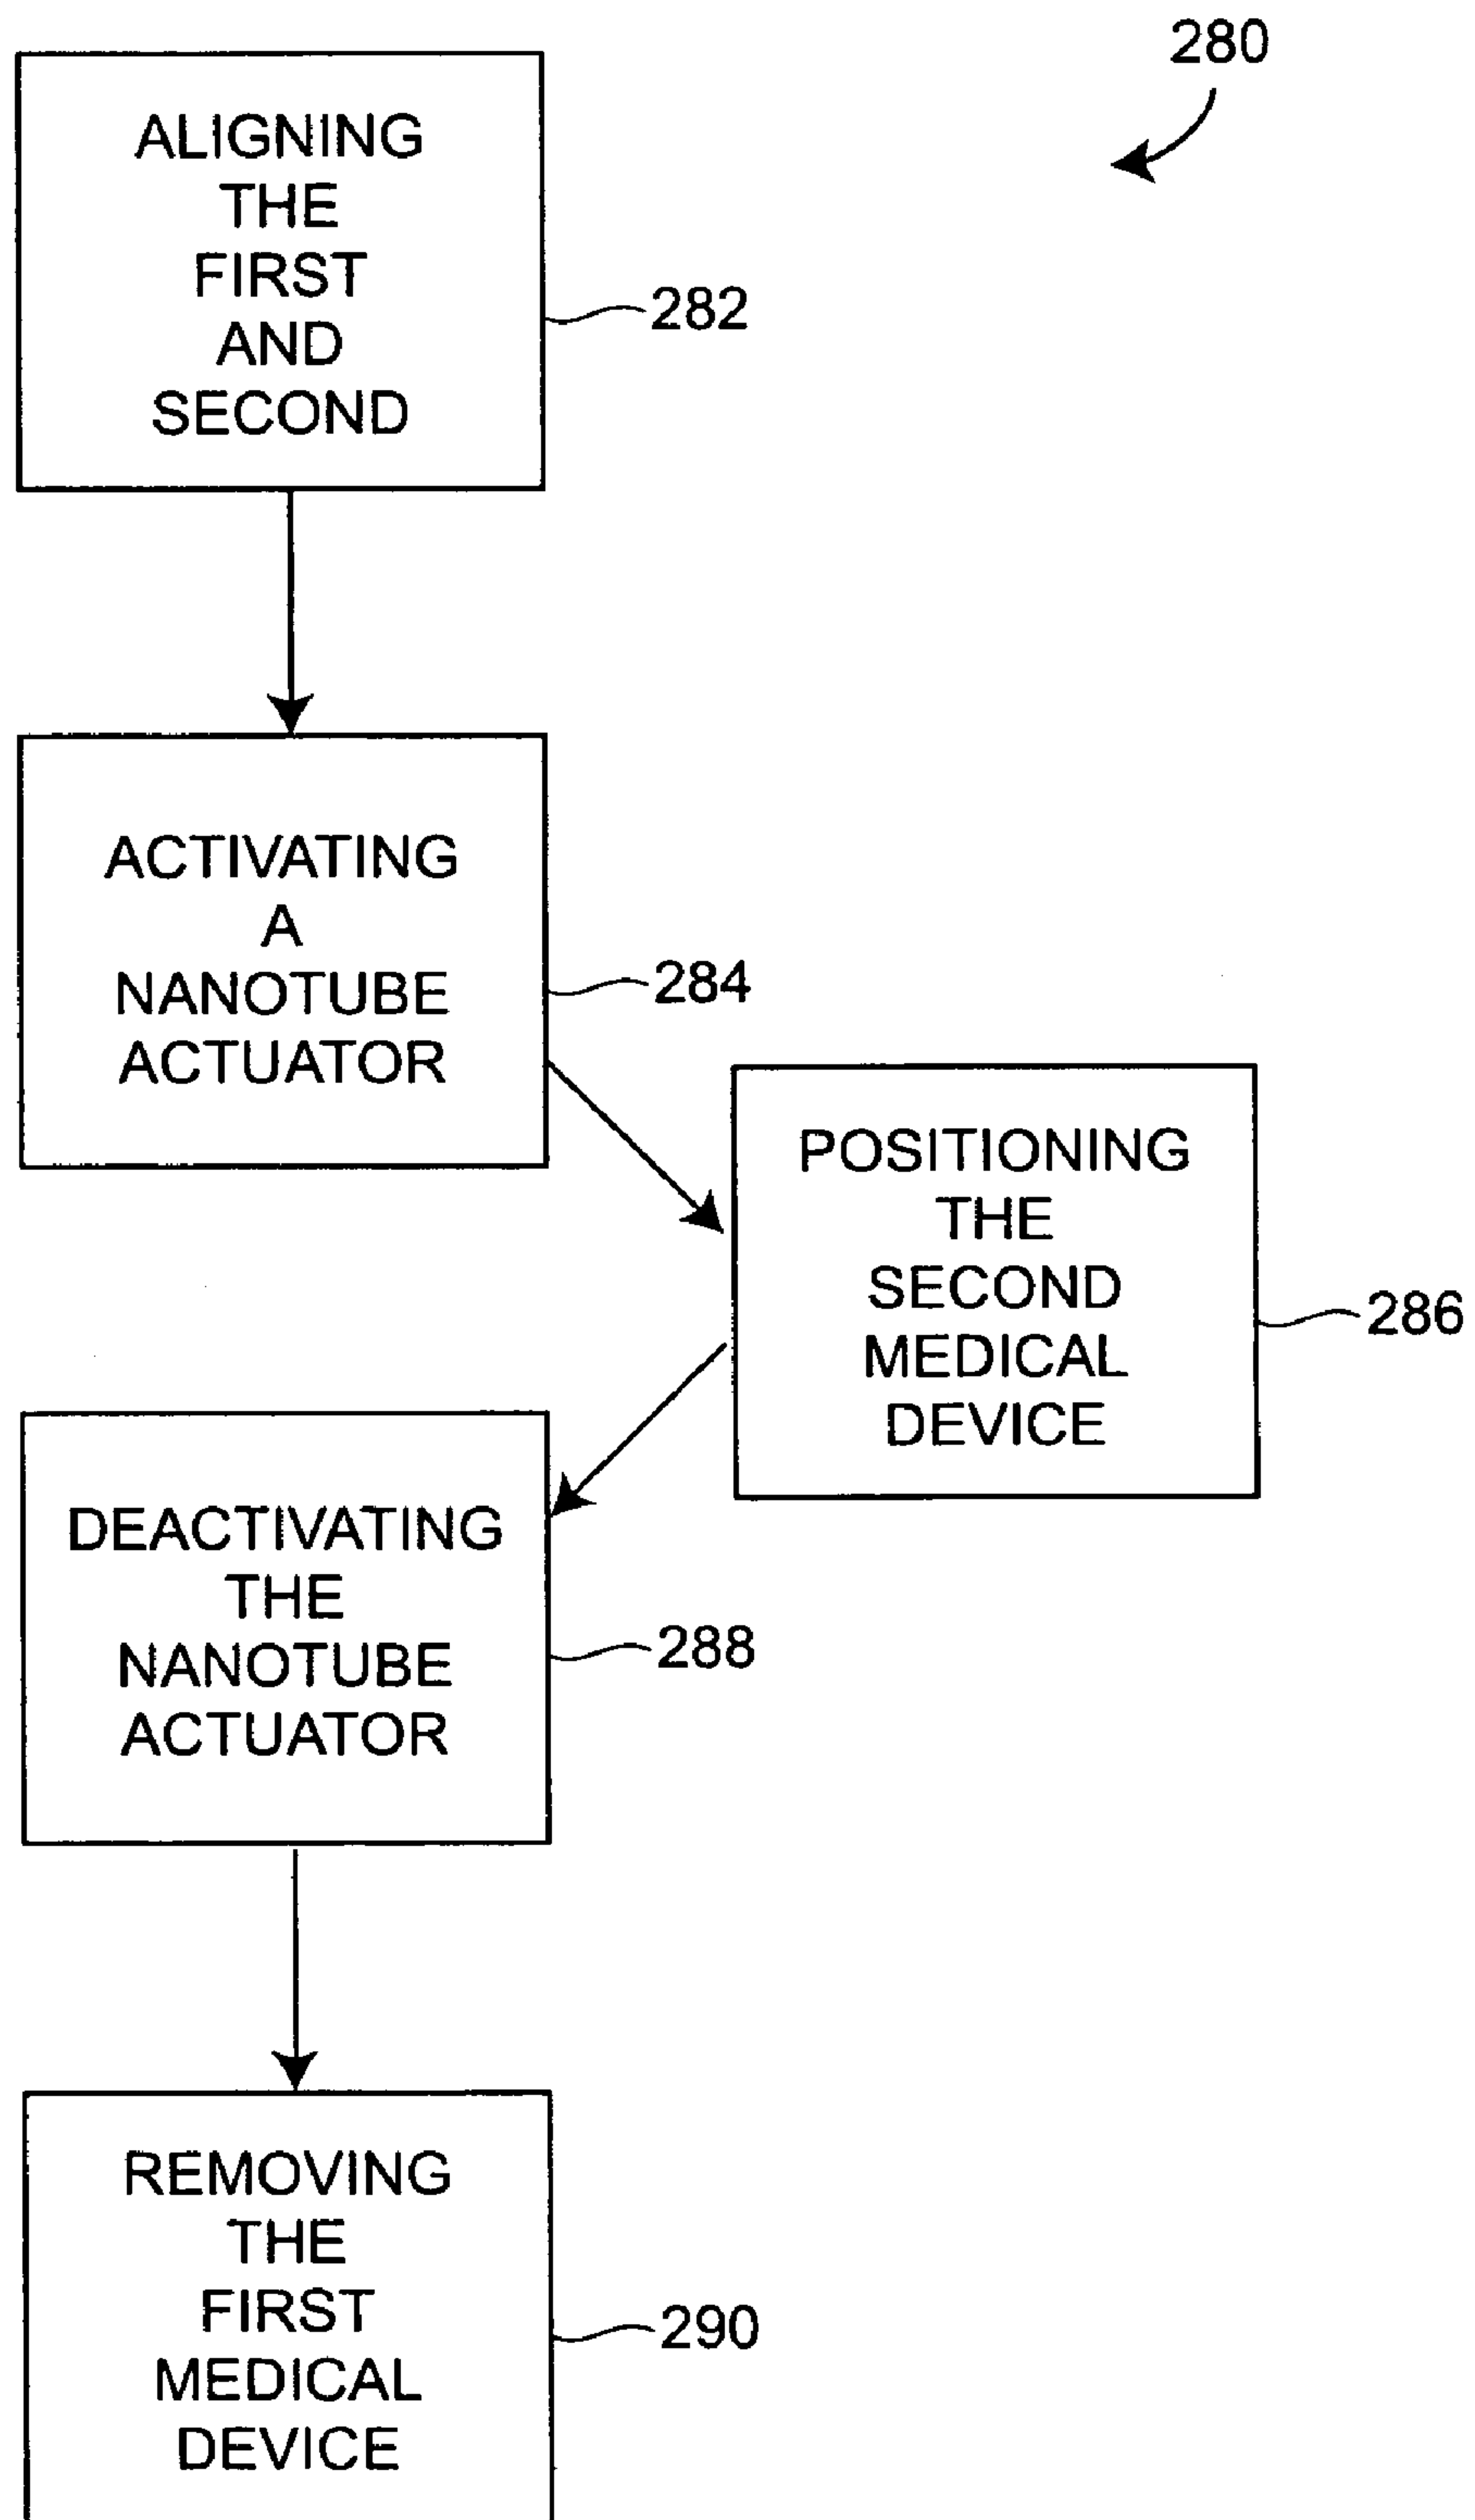 280
ALIGNING
THE
FIRST
AND
SECOND
282
ACTIVATING
A
NANOTUBE
ACTUATOR
284
POSITIONING
THE
SECOND
MEDICAL
DEVICE
286
DEACTIVATING
THE
NANOTUBE
ACTUATOR
288
REMOVING
THE
FIRST
MEDICAL
DEVICE
290